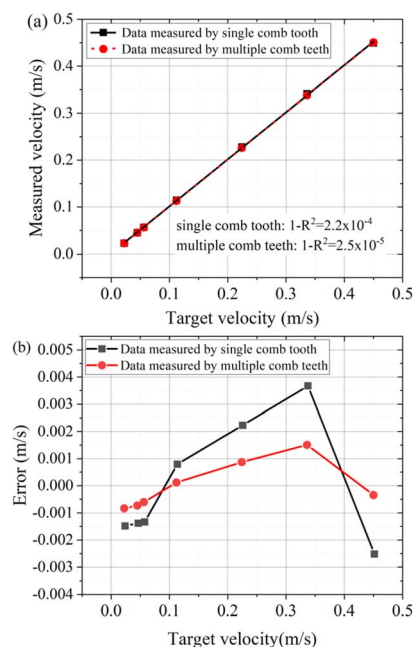 (a)
0.5
0.4
0.3
0.2
0.1
0.0
Measured velocity (m/s)
Data measured by single comb tooth
Data measured by multiple comb teeth
single comb tooth: 1-R²=2.2x10⁻⁴
multiple comb teeth: 1-R²=2.5x10⁻⁵
0.0 0.1 0.2 0.3 0.4 0.5
Target velocity (m/s)
(b)
0.005
0.004
0.003
0.002
0.001
0.000
-0.001
-0.002
-0.003
-0.004
Error (m/s)
Data measured by single comb tooth
Data measured by multiple comb teeth
0.0 0.1 0.2 0.3 0.4 0.5
Target velocity(m/s)